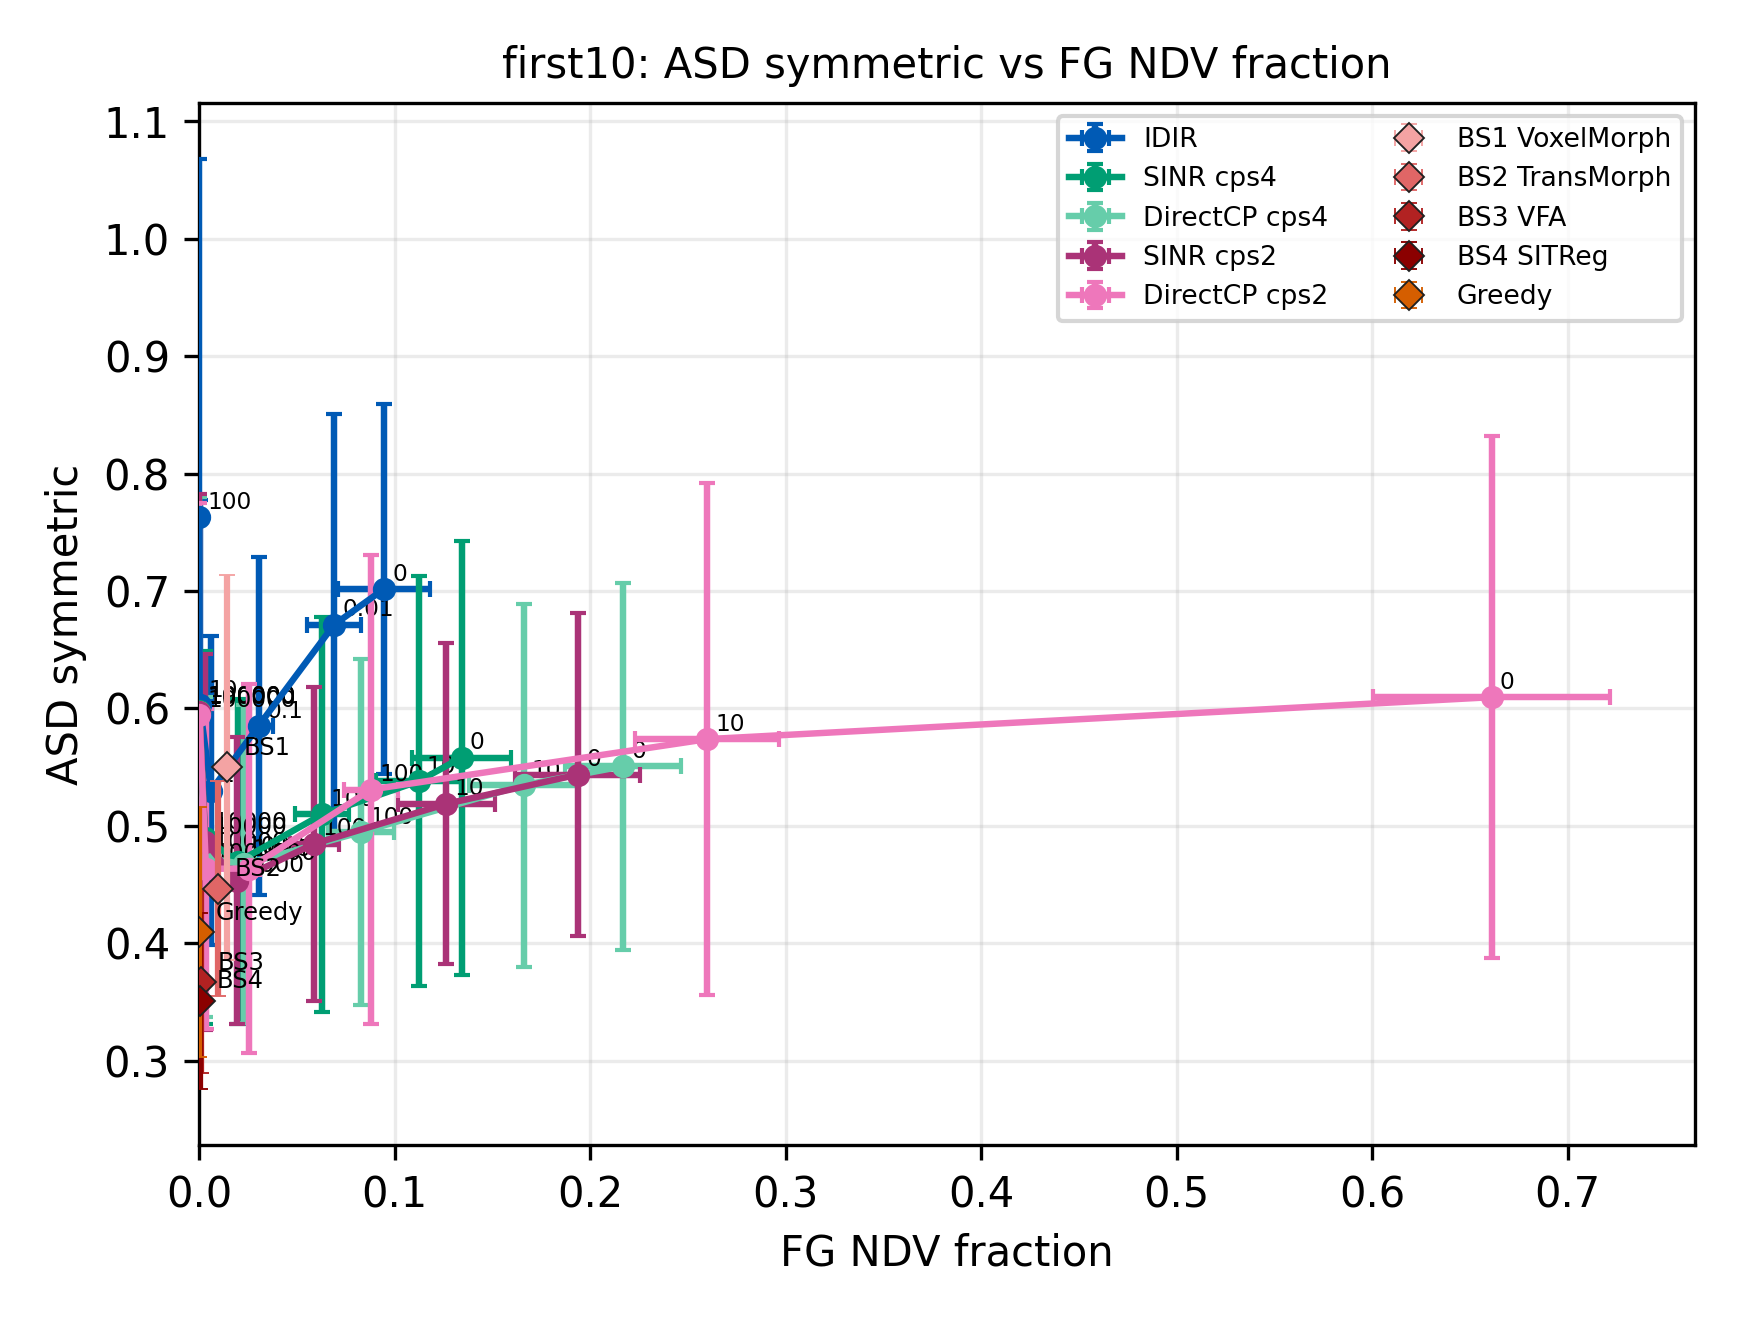 first10: ASD symmetric vs FG NDV fraction
1.1
1.0
0.9
0.8
0.7
0.6
0.5
0.4
0.3
ASD symmetric
IDIR
SINR cps4
DirectCP cps4
SINR cps2
DirectCP cps2
BS1 VoxelMorph
BS2 TransMorph
BS3 VFA
BS4 SITReg
Greedy
100
0
0.01
0.1
BS1
0
10
0
0
0
10
100
10
100
100
BS2
Greedy
BS3
BS4
0.0 0.1 0.2 0.3 0.4 0.5 0.6 0.7
FG NDV fraction